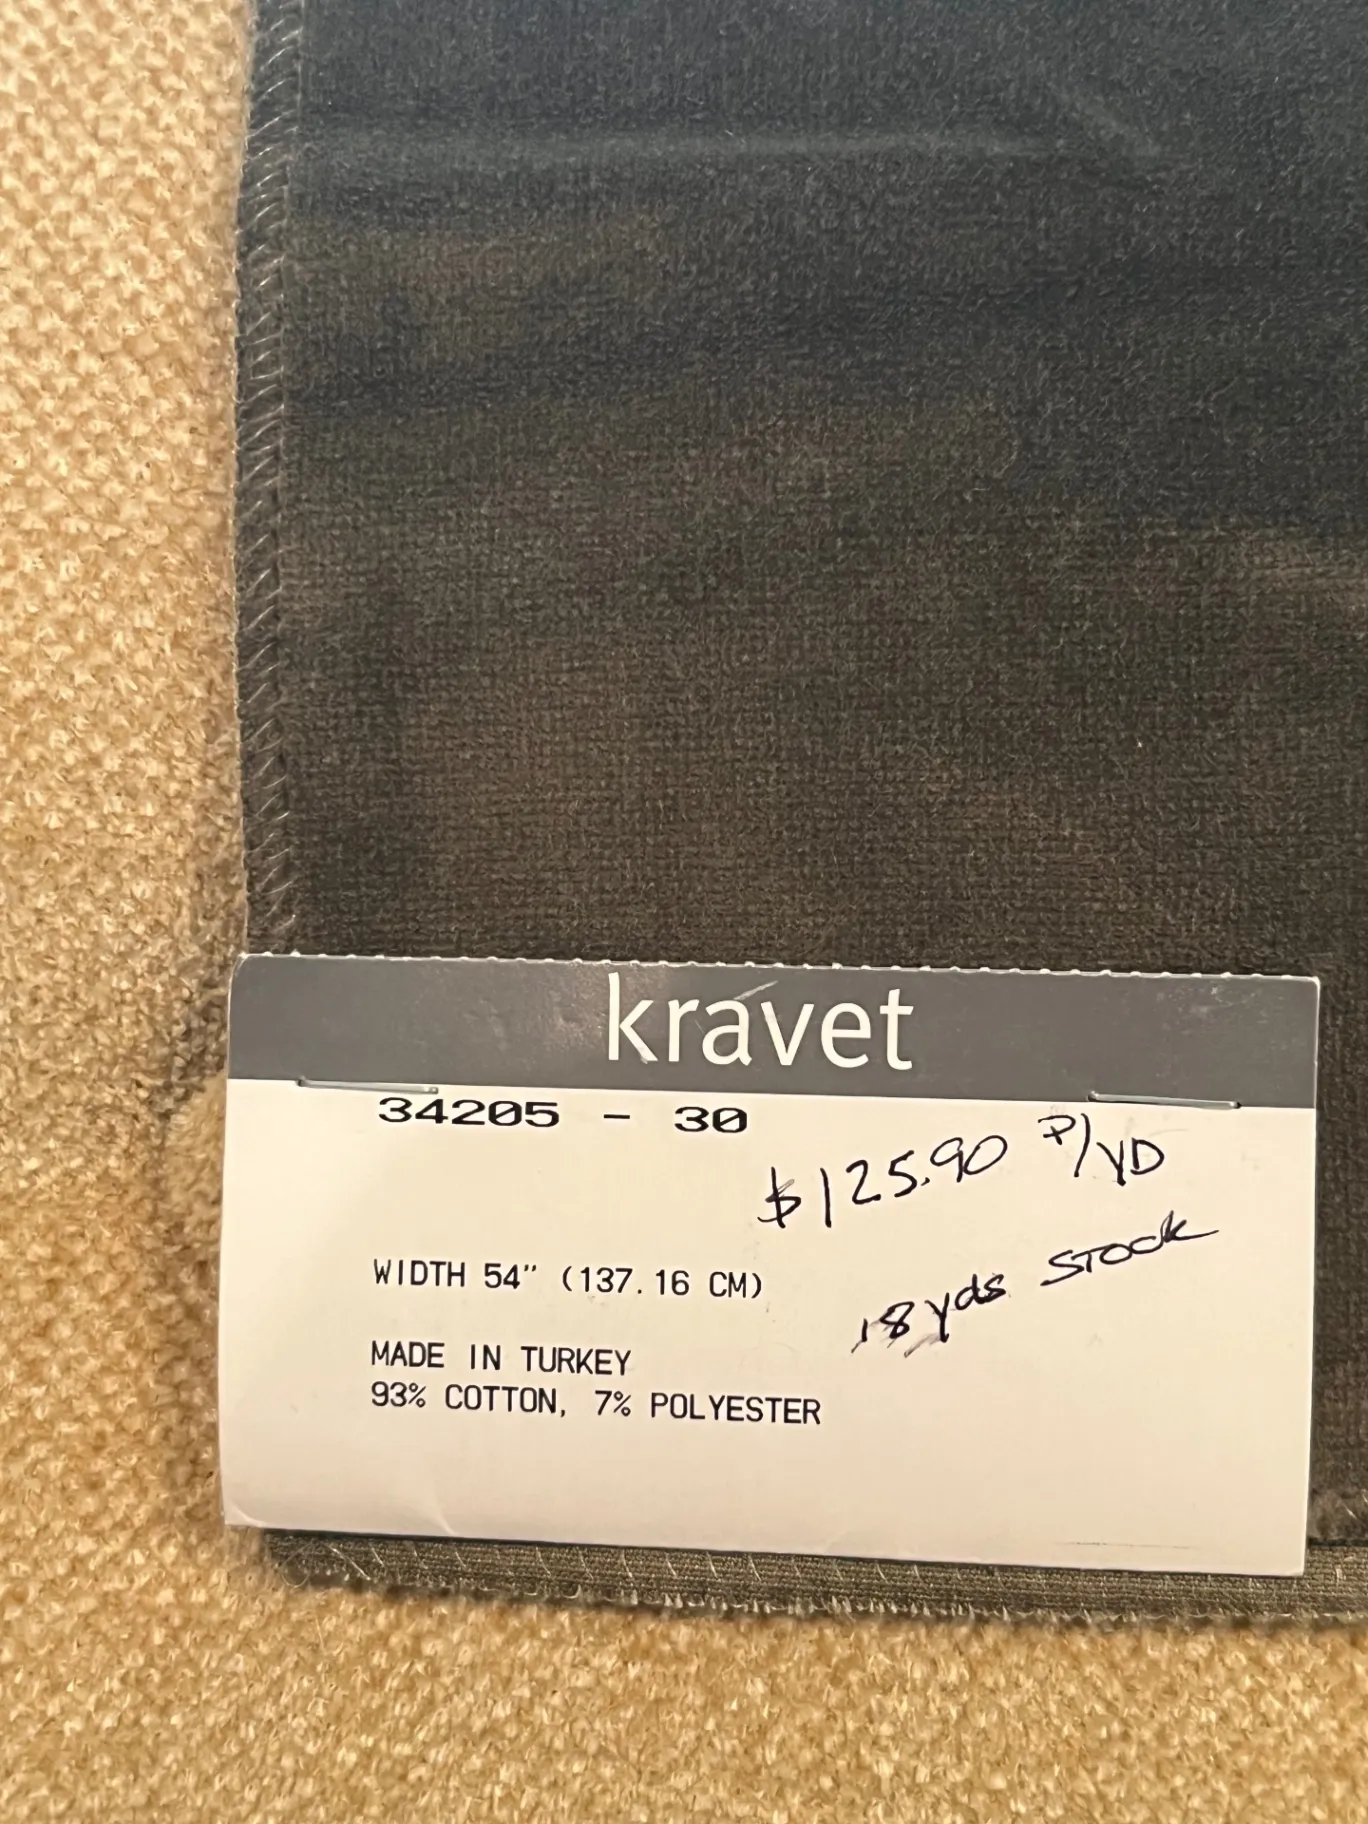 kravet
34205 - 30
$125.90 P/YD
18 yds STOCK
WIDTH 54" (137.16 CM)
MADE IN TURKEY
93% COTTON, 7% POLYESTER